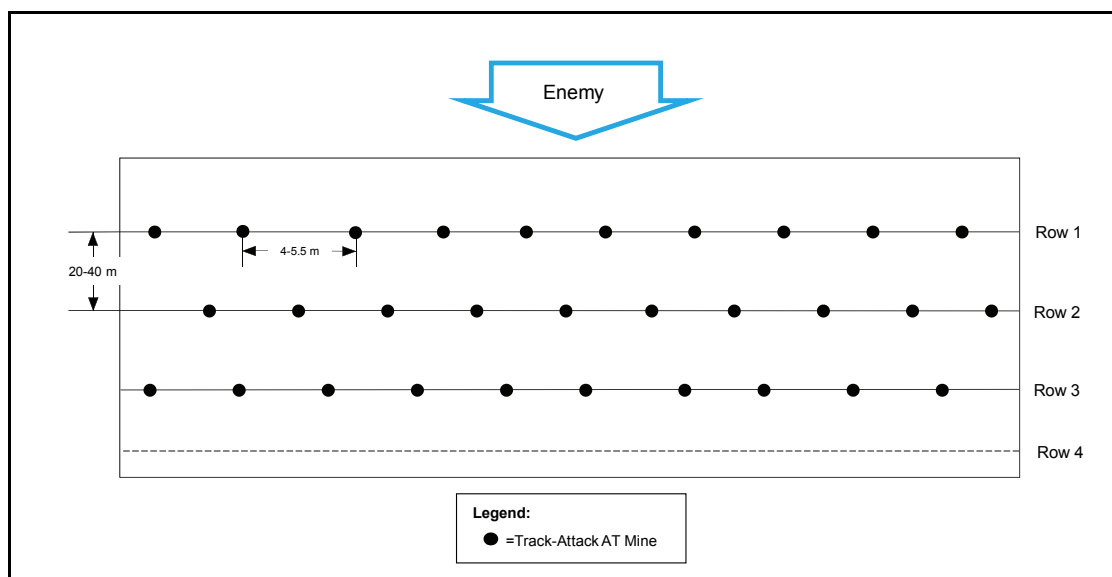 Enemy
Row 1
4-5.5 m
20-40 m
Row 2
Row 3
Row 4
Legend:
=Track-Attack AT Mine